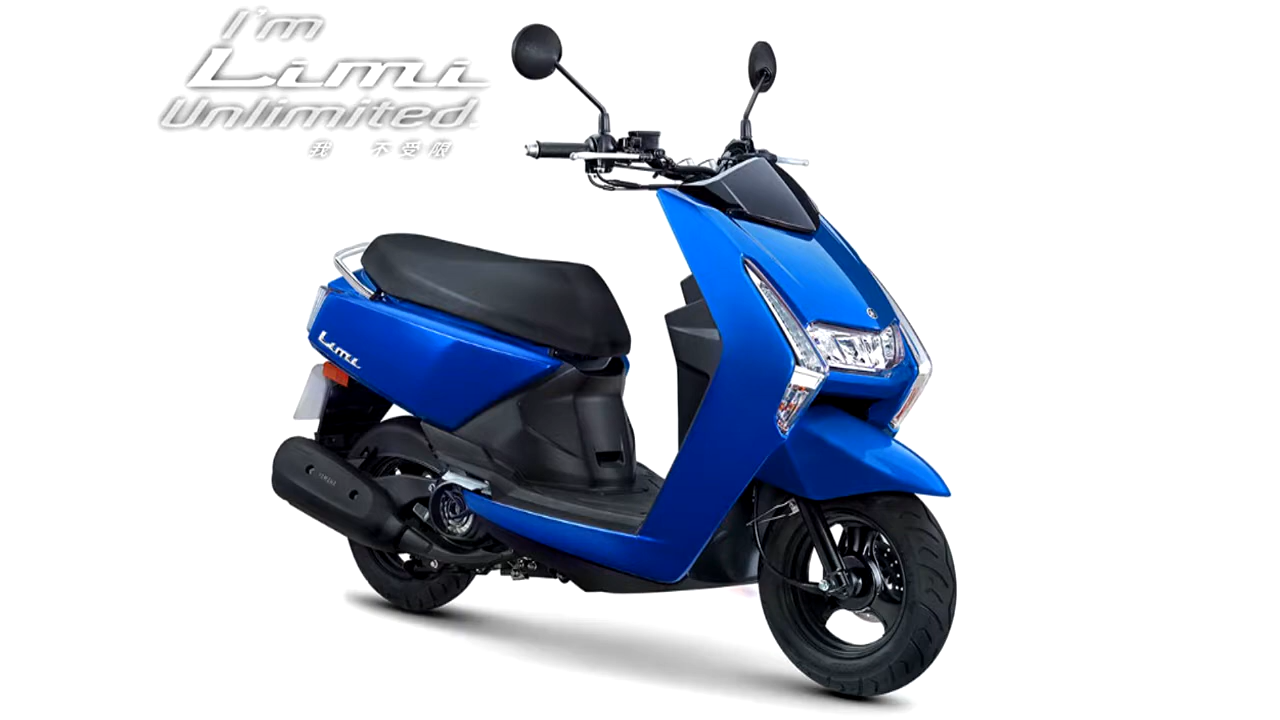 I'm
Limi
Unlimited
我 不受限
Limi